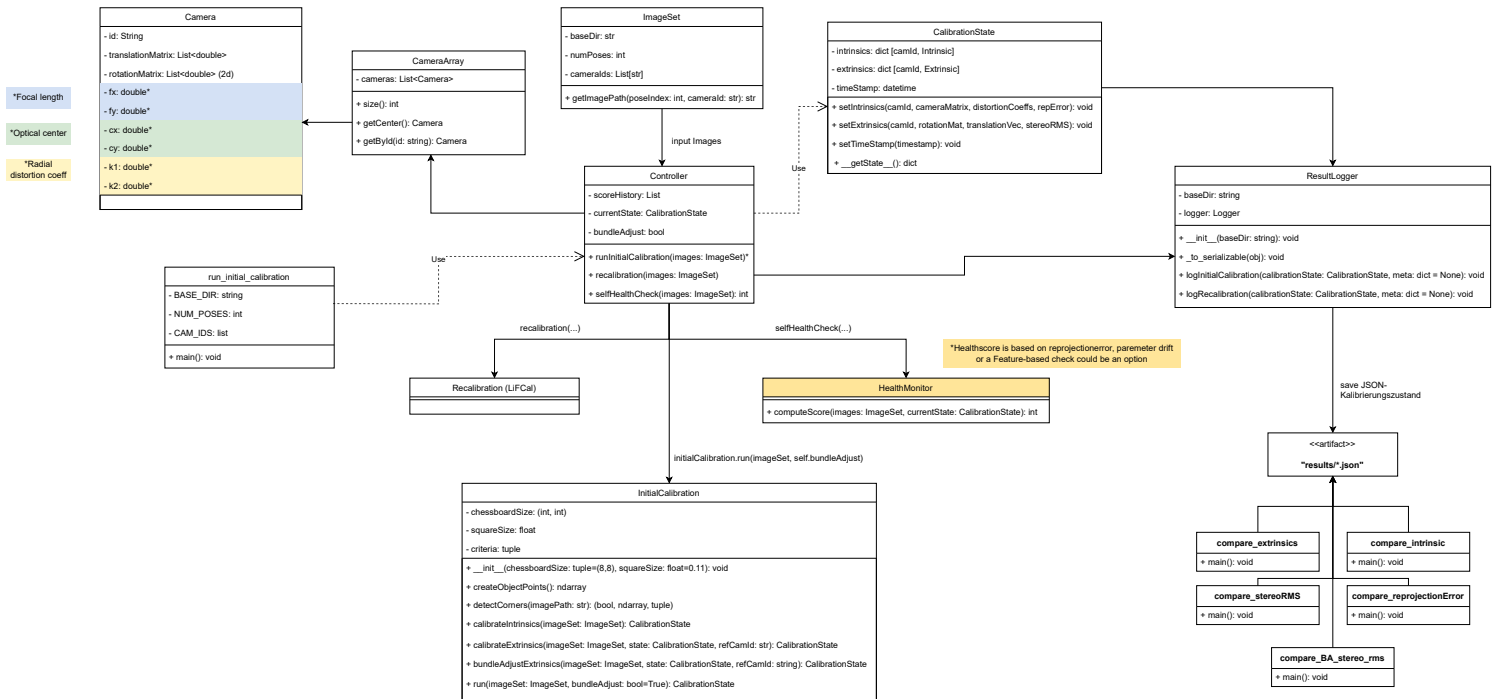 Camera
- id: String
- translationMatrix: List<double>
- rotationMatrix: List<double> (2d)
- fx: double*
- fy: double*
- cx: double*
- cy: double*
- k1: double*
- k2: double*
*Focal length
*Optical center
*Radial
distortion coeff
CameraArray
- cameras: List<Camera>
+ size(): int
+ getCenter(): Camera
+ getById(id: string): Camera
ImageSet
- baseDir: str
- numPoses: int
- cameraIds: List[str]
+ getImagePath(poseIndex: int, cameraId: str): str
input Images
CalibrationState
- intrinsics: dict [camId, Intrinsic]
- extrinsics: dict [camId, Extrinsic]
- timeStamp: datetime
+ setIntrinsics(camId, cameraMatrix, distortionCoeffs, repError): void
+ setExtrinsics(camId, rotationMat, translationVec, stereoRMS): void
+ setTimeStamp(timestamp): void
+ __getState__(): dict
Use
Controller
- scoreHistory: List
- currentState: CalibrationState
- bundleAdjust: bool
+ runInitialCalibration(images: ImageSet)*
+ recalibration(images: ImageSet)
+ selfHealthCheck(images: ImageSet): int
ResultLogger
- baseDir: string
- logger: Logger
+ __init__(baseDir: string): void
+ _to_serializable(obj): void
+ logInitialCalibration(calibrationState: CalibrationState, meta: dict = None): void
+ logRecalibration(calibrationState: CalibrationState, meta: dict = None): void
Use
run_initial_calibration
- BASE_DIR: string
- NUM_POSES: int
- CAM_IDS: list
+ main(): void
recalibration(...)
selfHealthCheck(...)
*Healthscore is based on reprojectionerror, paremeter drift
or a Feature-based check could be an option
Recalibration (LiFCal)
HealthMonitor
+ computeScore(images: ImageSet, currentState: CalibrationState): int
save JSON-
Kalibrierungszustand
<<artifact>>
"results/*.json"
initialCalibration.run(imageSet, self.bundleAdjust)
InitialCalibration
- chessboardSize: (int, int)
- squareSize: float
- criteria: tuple
+ __init__(chessboardSize: tuple=(8,8), squareSize: float=0.11): void
+ createObjectPoints(): ndarray
+ detectCorners(imagePath: str): (bool, ndarray, tuple)
+ calibrateIntrinsics(imageSet: ImageSet): CalibrationState
+ calibrateExtrinsics(imageSet: ImageSet, state: CalibrationState, refCamId: str): CalibrationState
+ bundleAdjustExtrinsics(imageSet: ImageSet, state: CalibrationState, refCamId: string): CalibrationState
+ run(imageSet: ImageSet, bundleAdjust: bool=True): CalibrationState
compare_extrinsics
+ main(): void
compare_intrinsic
+ main(): void
compare_stereoRMS
+ main(): void
compare_reprojectionError
+ main(): void
compare_BA_stereo_rms
+ main(): void